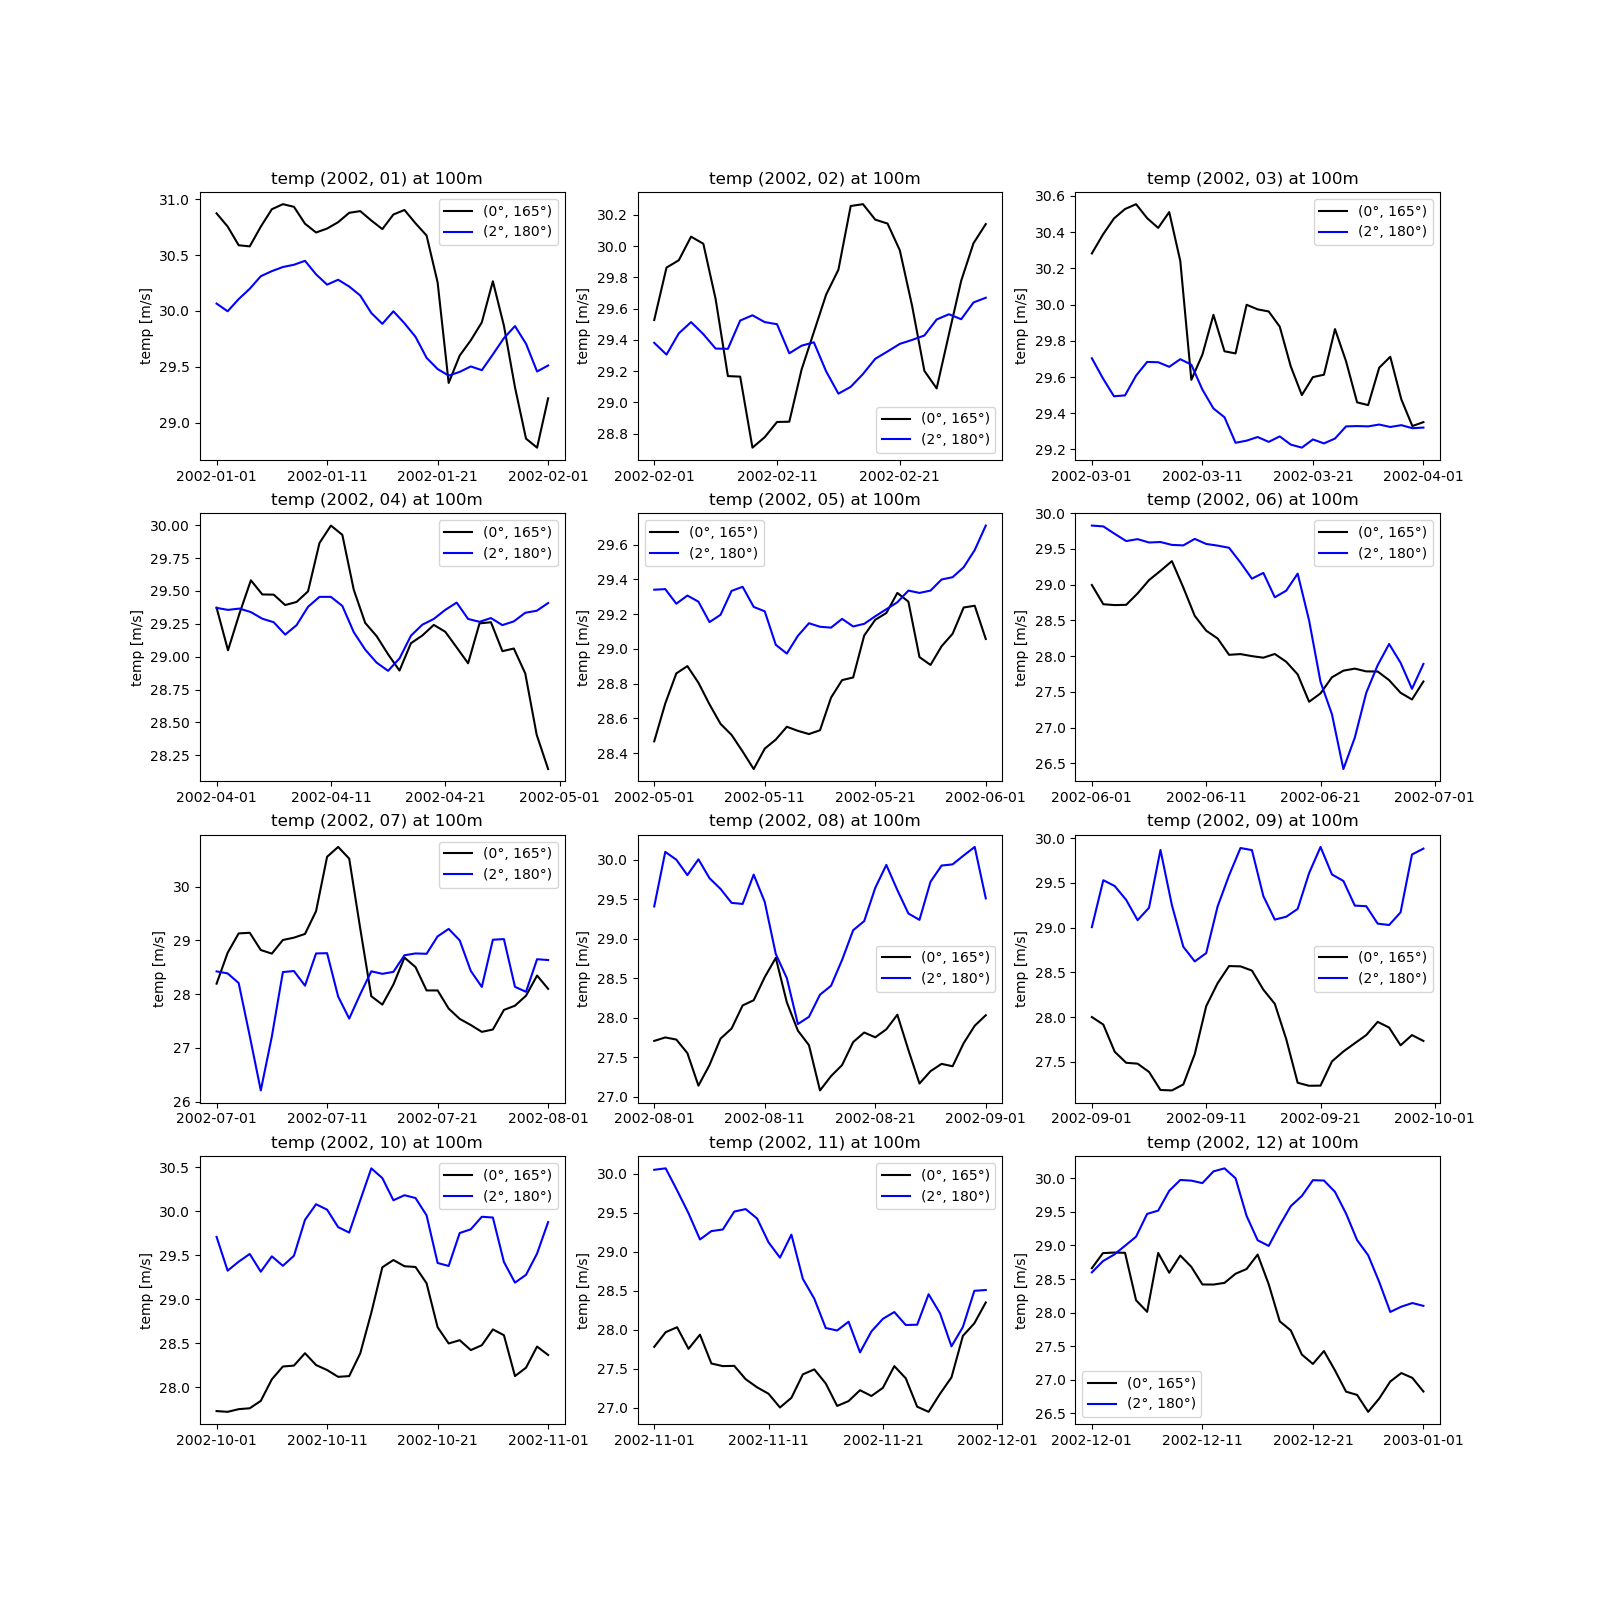 temp (2002, 01) at 100m
temp [m/s]
31.0
30.5
30.0
29.5
29.0
(0°, 165°)
(2°, 180°)
2002-01-01 2002-01-11 2002-01-21 2002-02-01
temp (2002, 02) at 100m
temp [m/s]
30.2
30.0
29.8
29.6
29.4
29.2
29.0
28.8
(0°, 165°)
(2°, 180°)
2002-02-01 2002-02-11 2002-02-21
temp (2002, 03) at 100m
temp [m/s]
30.6
30.4
30.2
30.0
29.8
29.6
29.4
29.2
(0°, 165°)
(2°, 180°)
2002-03-01 2002-03-11 2002-03-21 2002-04-01
temp (2002, 04) at 100m
temp [m/s]
30.00
29.75
29.50
29.25
29.00
28.75
28.50
28.25
(0°, 165°)
(2°, 180°)
2002-04-01 2002-04-11 2002-04-21 2002-05-01
temp (2002, 05) at 100m
temp [m/s]
29.6
29.4
29.2
29.0
28.8
28.6
28.4
(0°, 165°)
(2°, 180°)
2002-05-01 2002-05-11 2002-05-21 2002-06-01
temp (2002, 06) at 100m
temp [m/s]
30.0
29.5
29.0
28.5
28.0
27.5
27.0
26.5
(0°, 165°)
(2°, 180°)
2002-06-01 2002-06-11 2002-06-21 2002-07-01
temp (2002, 07) at 100m
temp [m/s]
30
29
28
27
26
(0°, 165°)
(2°, 180°)
2002-07-01 2002-07-11 2002-07-21 2002-08-01
temp (2002, 08) at 100m
temp [m/s]
30.0
29.5
29.0
28.5
28.0
27.5
27.0
(0°, 165°)
(2°, 180°)
2002-08-01 2002-08-11 2002-08-21 2002-09-01
temp (2002, 09) at 100m
temp [m/s]
30.0
29.5
29.0
28.5
28.0
27.5
(0°, 165°)
(2°, 180°)
2002-09-01 2002-09-11 2002-09-21 2002-10-01
temp (2002, 10) at 100m
temp [m/s]
30.5
30.0
29.5
29.0
28.5
28.0
(0°, 165°)
(2°, 180°)
2002-10-01 2002-10-11 2002-10-21 2002-11-01
temp (2002, 11) at 100m
temp [m/s]
30.0
29.5
29.0
28.5
28.0
27.5
27.0
(0°, 165°)
(2°, 180°)
2002-11-01 2002-11-11 2002-11-21 2002-12-01
temp (2002, 12) at 100m
temp [m/s]
30.0
29.5
29.0
28.5
28.0
27.5
27.0
26.5
(0°, 165°)
(2°, 180°)
2002-12-01 2002-12-11 2002-12-21 2003-01-01